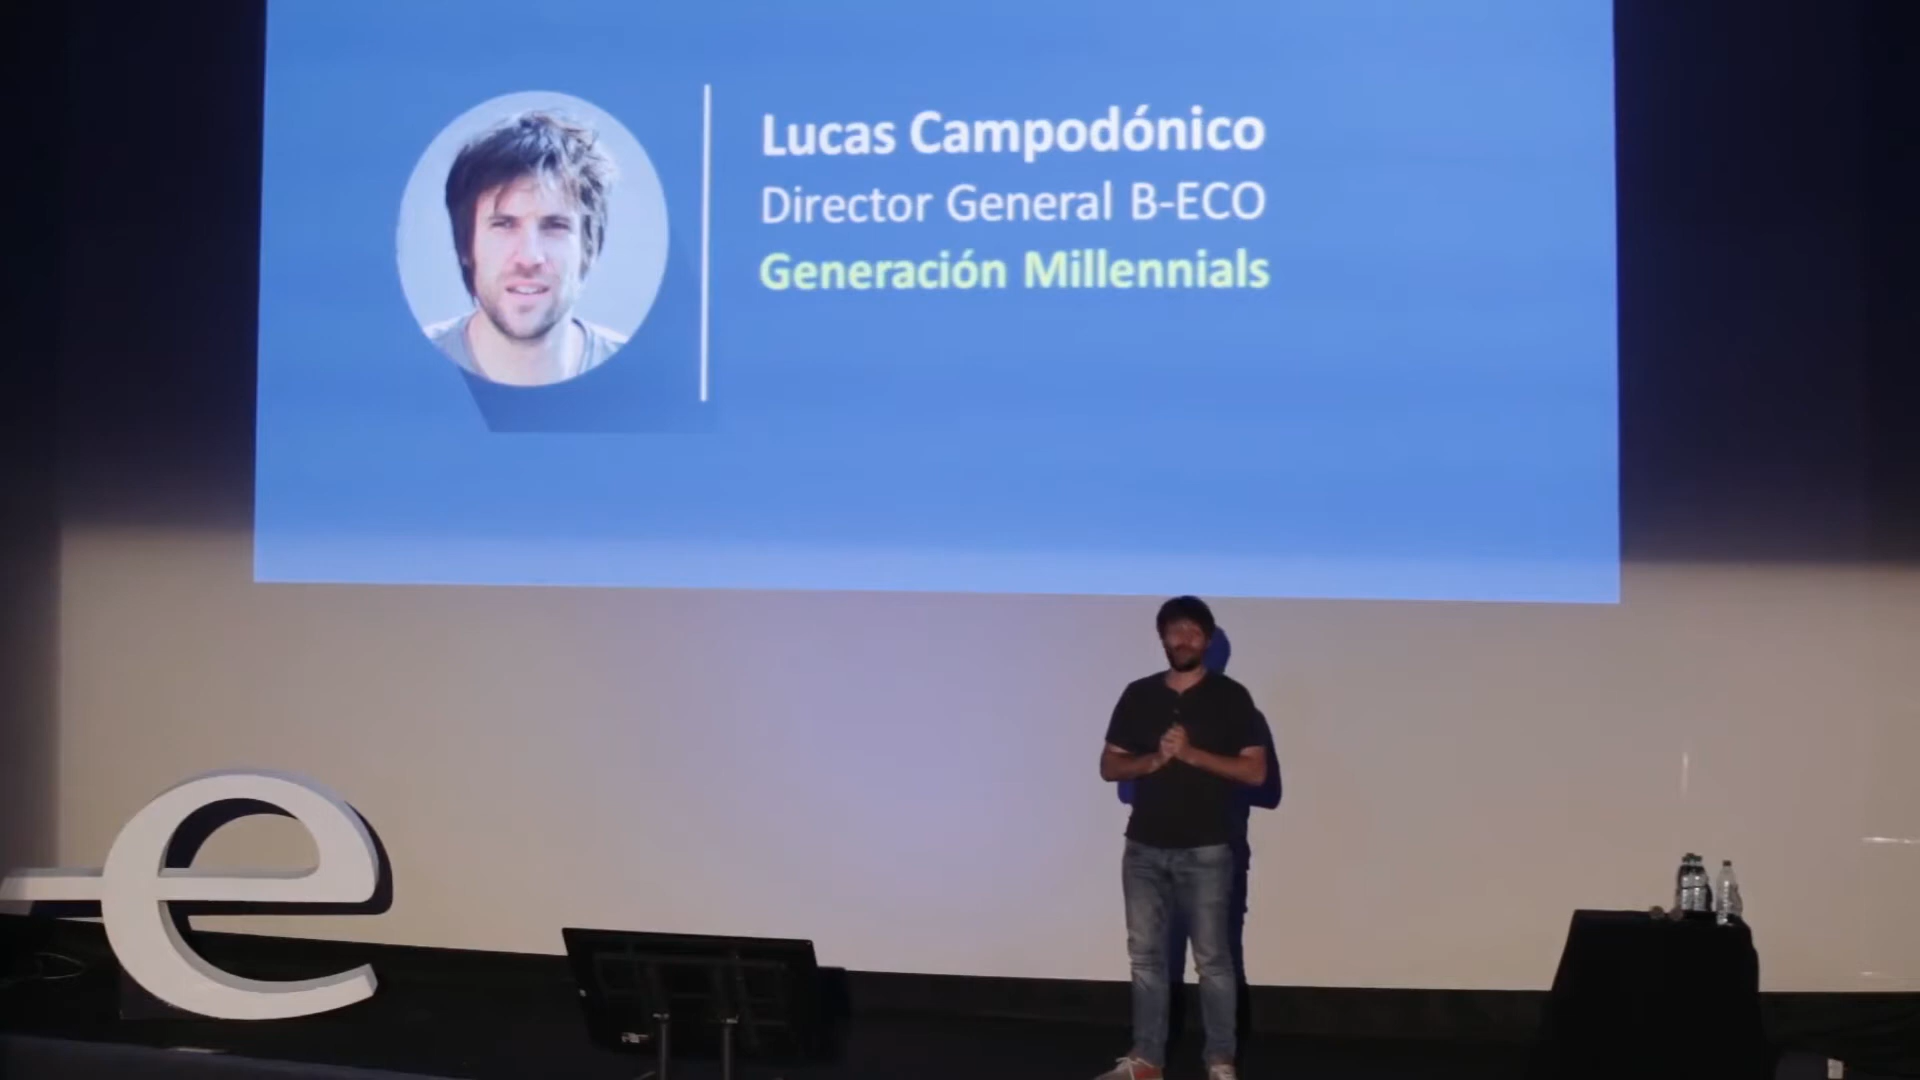 Lucas Campodónico
Director General B-ECO
Generación Millennials
e